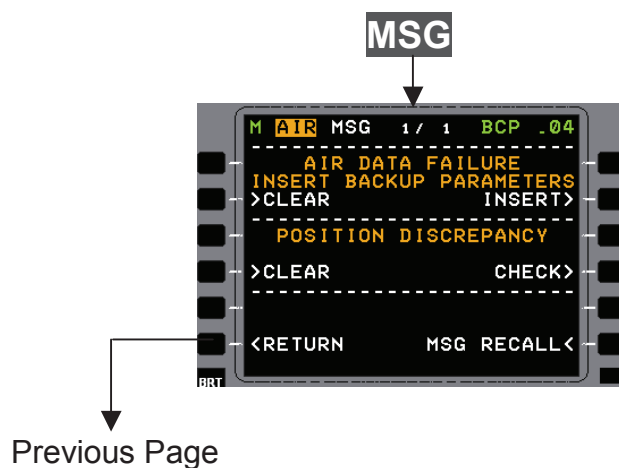 MSG
M AIR MSG 1/ 1 BCP .04
AIR DATA FAILURE
INSERT BACKUP PARAMETERS
>CLEAR INSERT>
POSITION DISCREPANCY
>CLEAR CHECK>
<RETURN MSG RECALL<
BRT
Previous Page